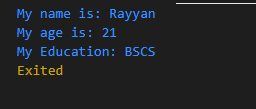 My name is: Rayyan
My age is: 21
My Education: BSCS
Exited